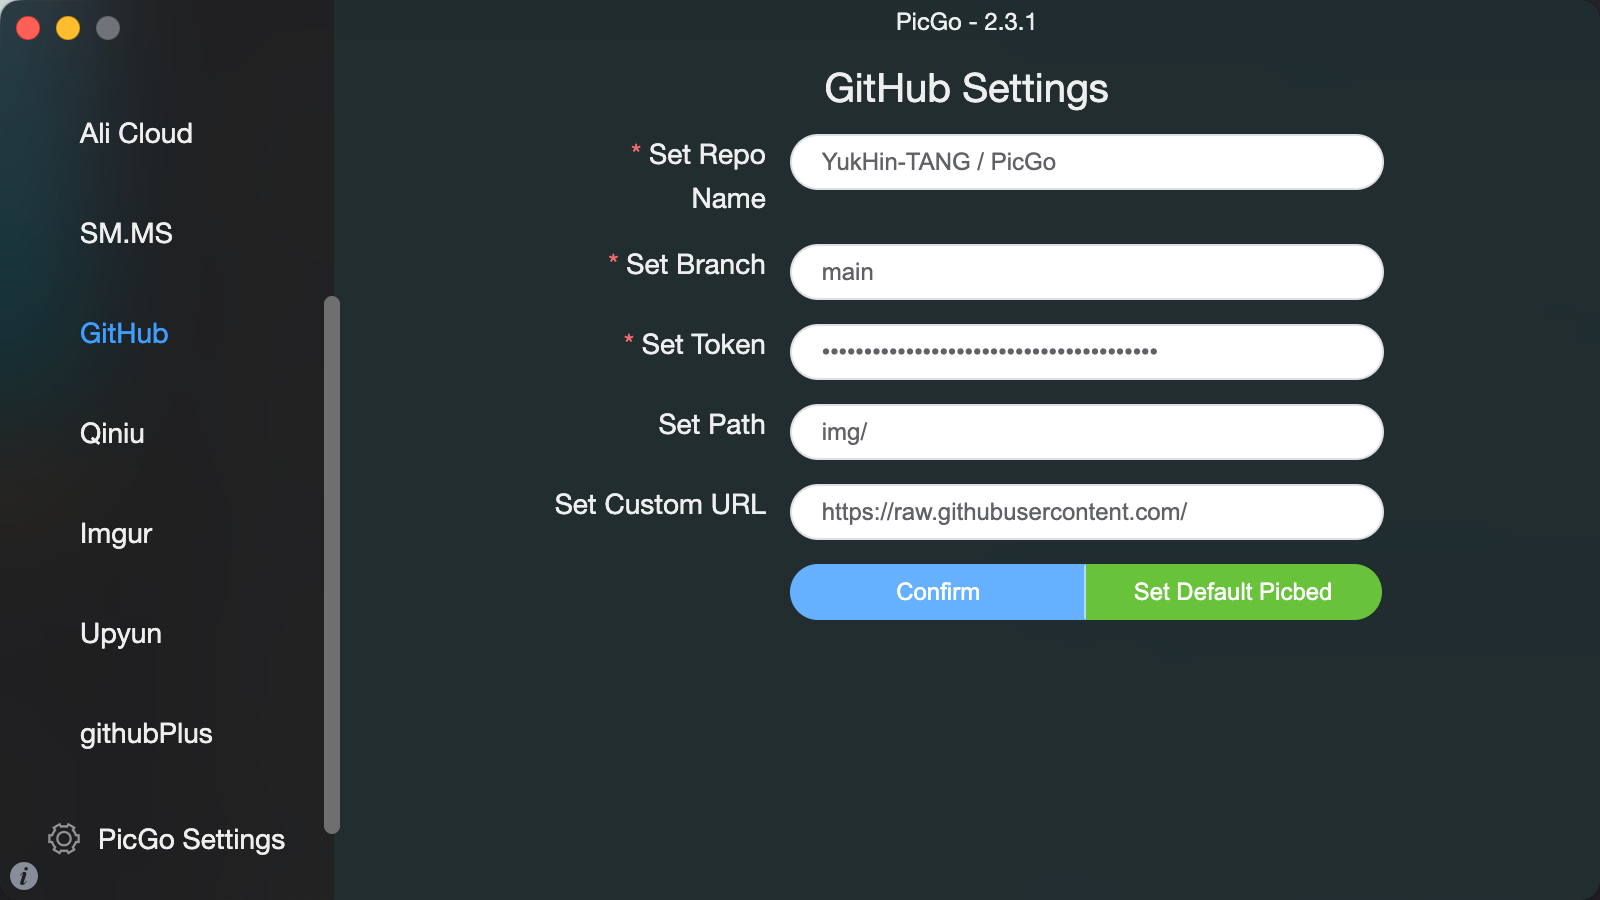 PicGo - 2.3.1
Ali Cloud
SM.MS
GitHub
Qiniu
Imgur
Upyun
githubPlus
PicGo Settings
i
GitHub Settings
* Set Repo
Name
YukHin-TANG / PicGo
* Set Branch
main
* Set Token
••••••••••••••••••••••••••••••••••••••••
Set Path
img/
Set Custom URL
https://raw.githubusercontent.com/
Confirm
Set Default Picbed